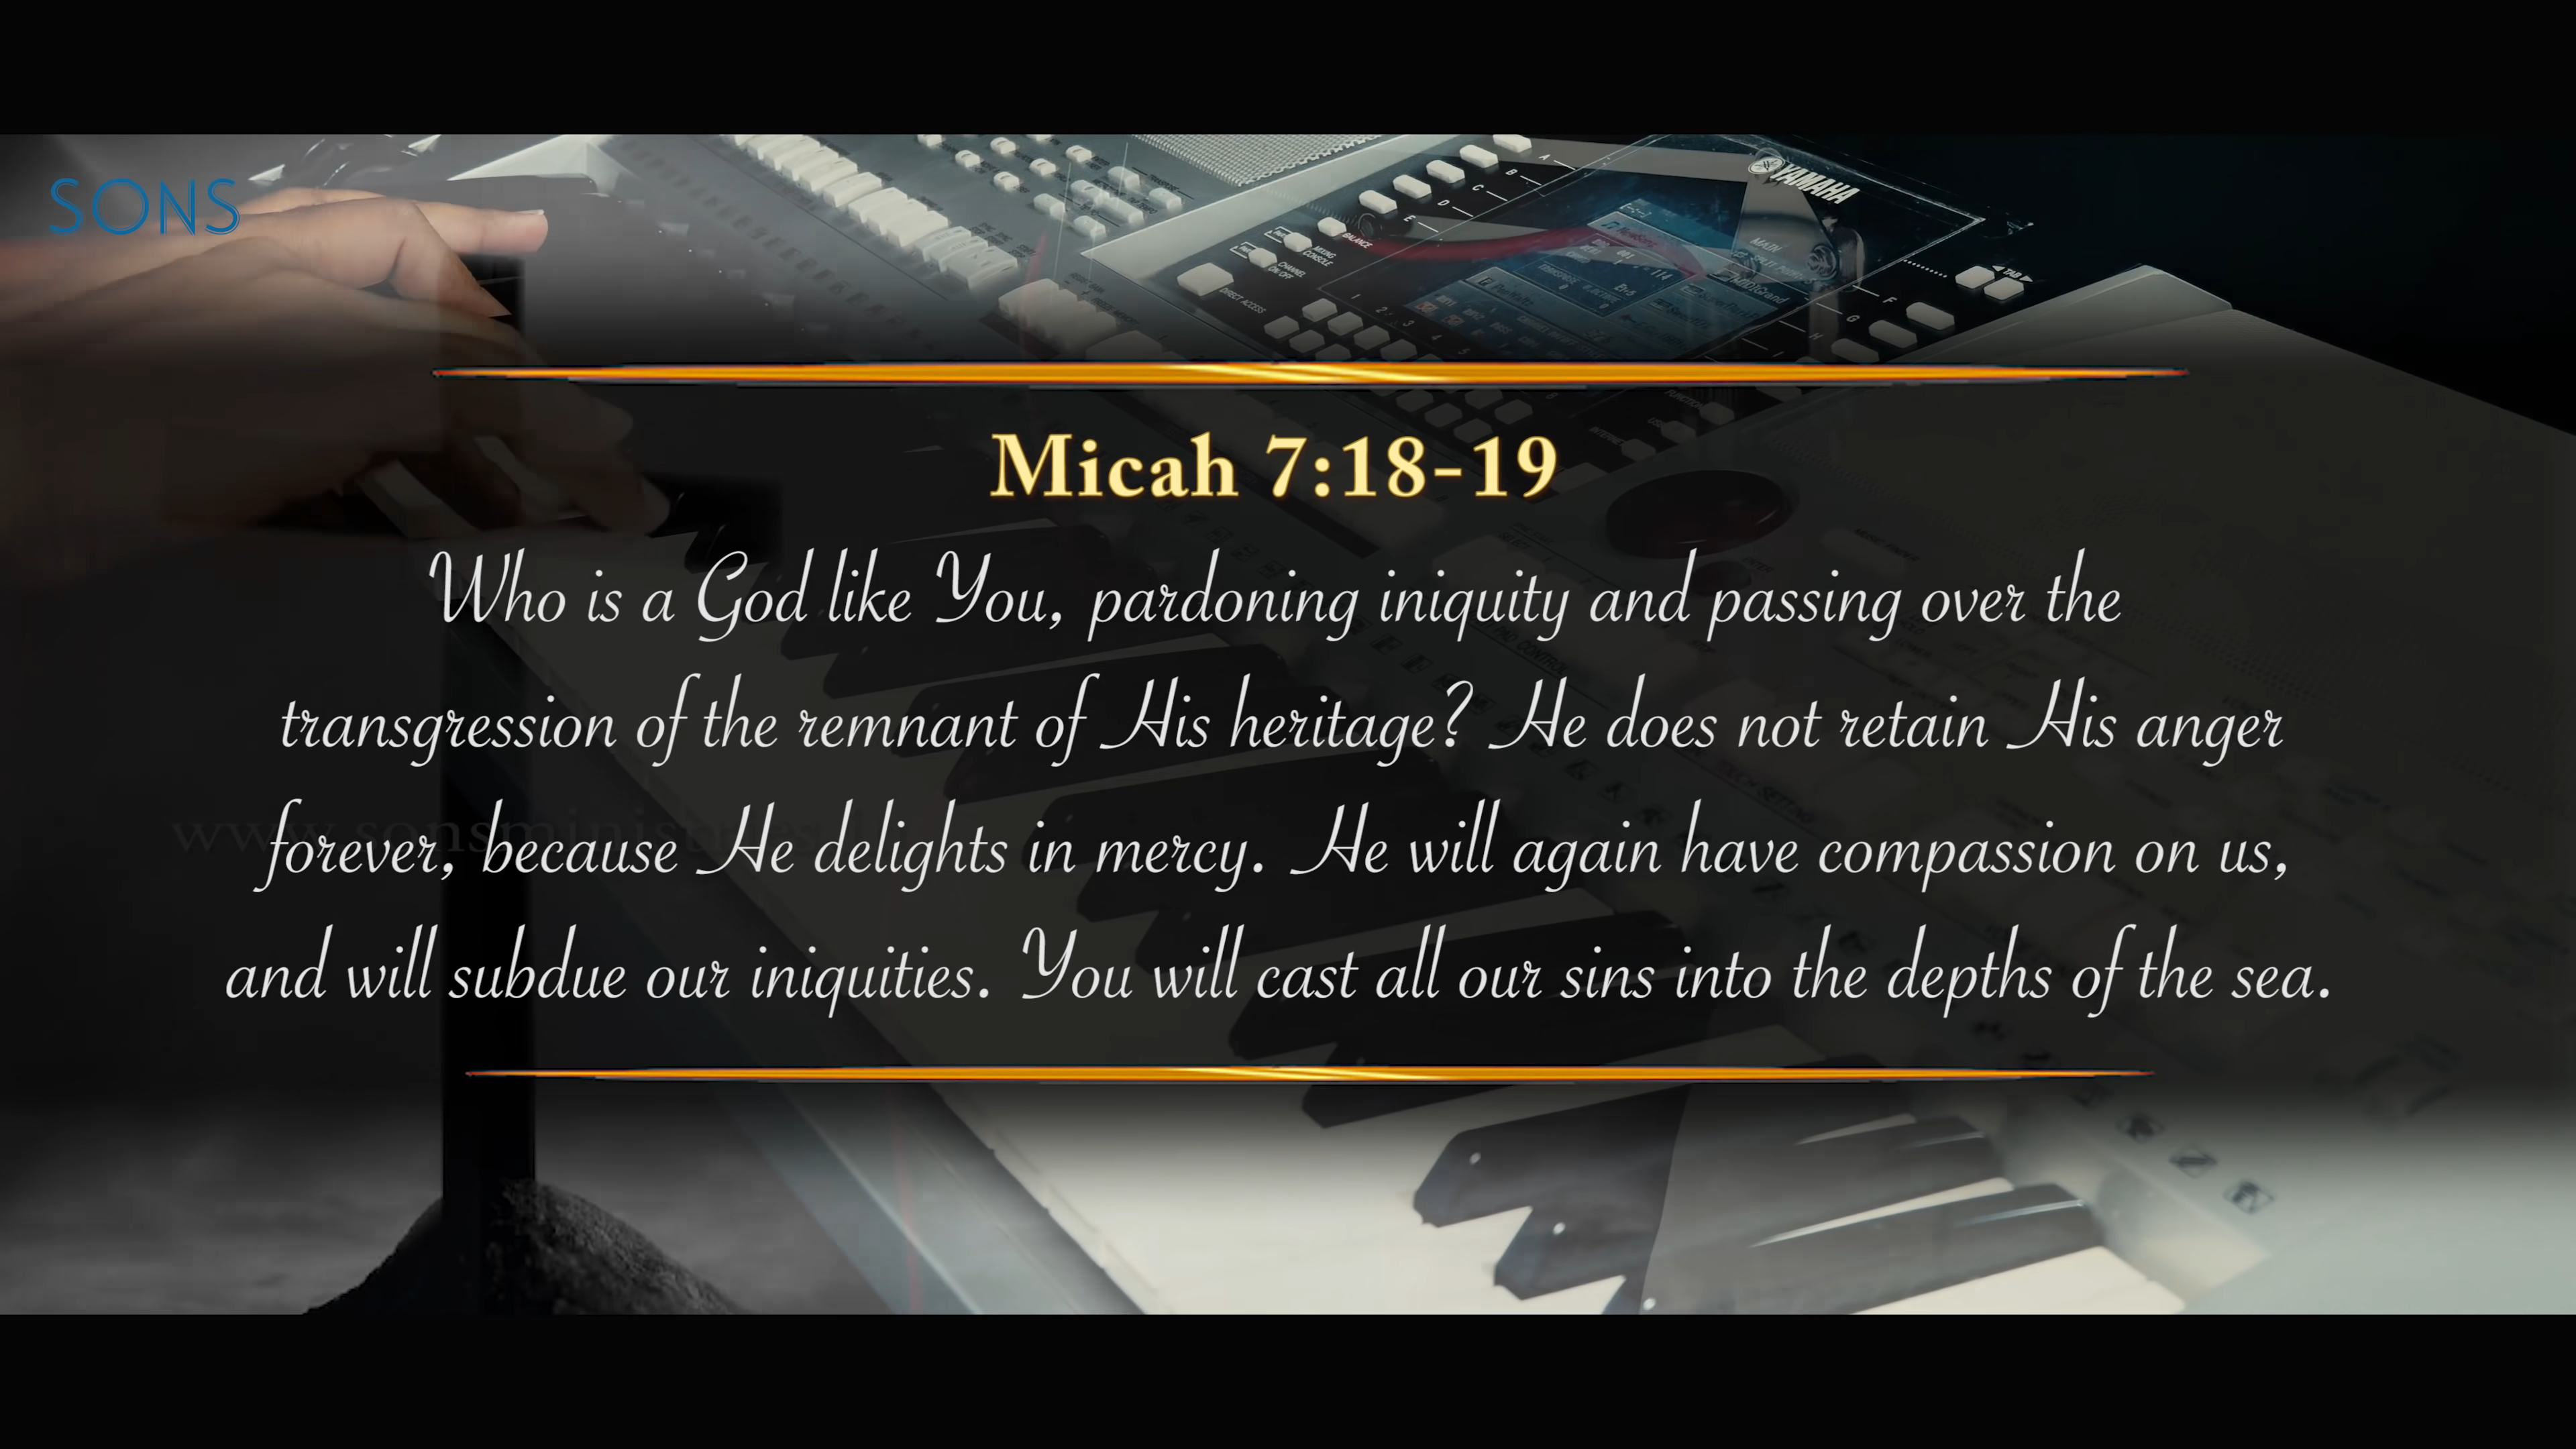 SONS
YAMAHA
Micah 7:18-19
Who is a God like You, pardoning iniquity and passing over the
transgression of the remnant of His heritage? He does not retain His anger
forever, because He delights in mercy. He will again have compassion on us,
and will subdue our iniquities. You will cast all our sins into the depths of the sea.